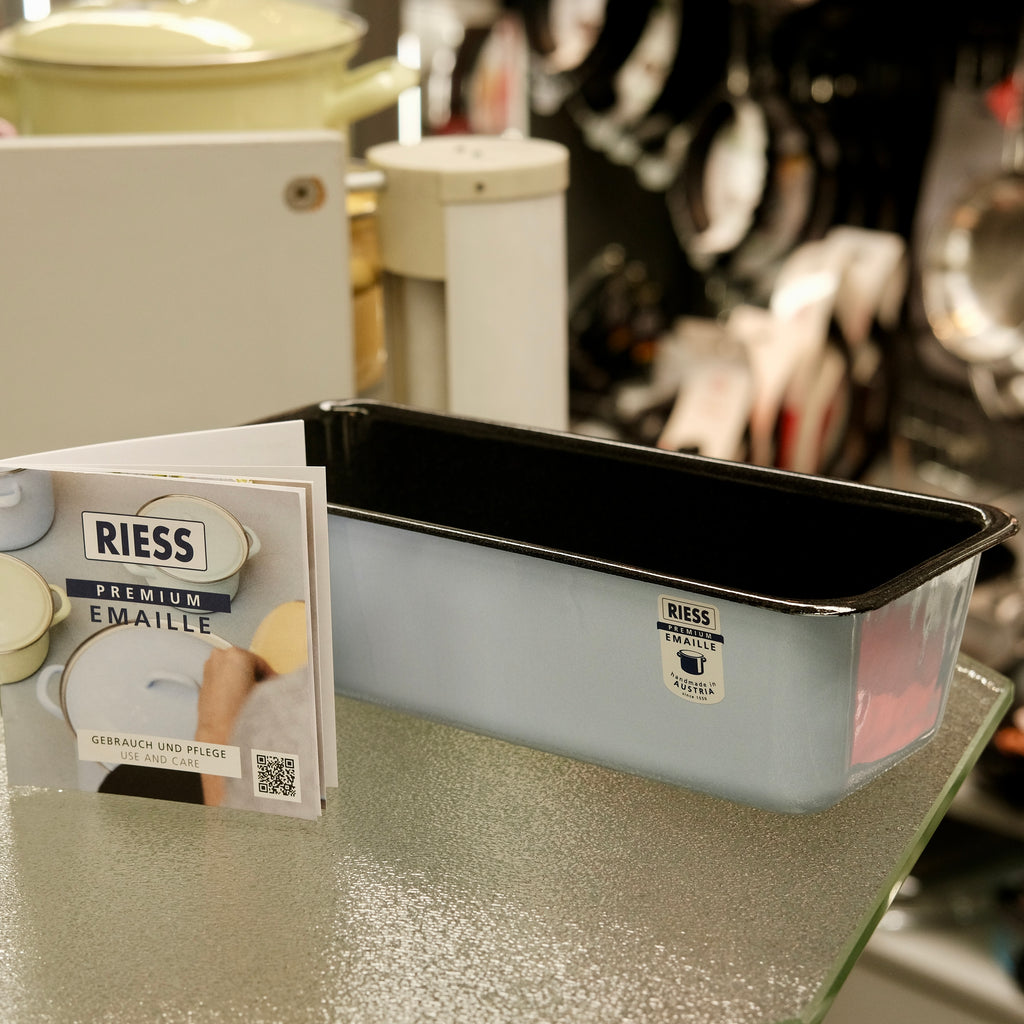 RIESS
PREMIUM
EMAILLE
GEBRAUCH UND PFLEGE
USE AND CARE
RIESS
PREMIUM
EMAILLE
handmade in
AUSTRIA
since 1550